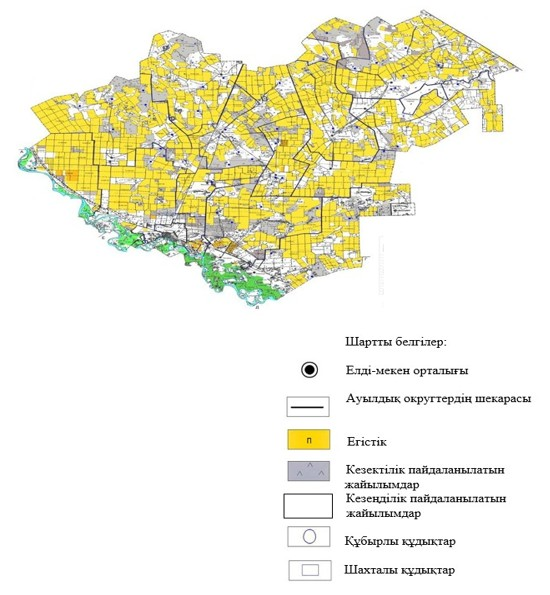 Шартты белгілер:
Елді-мекен орталығы
Ауылдық округтердің шекарасы
п
Егістік
Кезектілік пайдаланылатын
жайылымдар
Кезеңділік пайдаланылатын
жайылымдар
Құбырлы құдықтар
Шахталы құдықтар